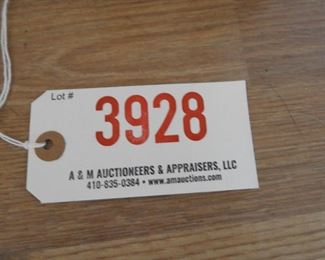 Lot #
3928
A & M AUCTIONEERS & APPRAISERS, LLC
410-835-0384 • www.amauctions.com